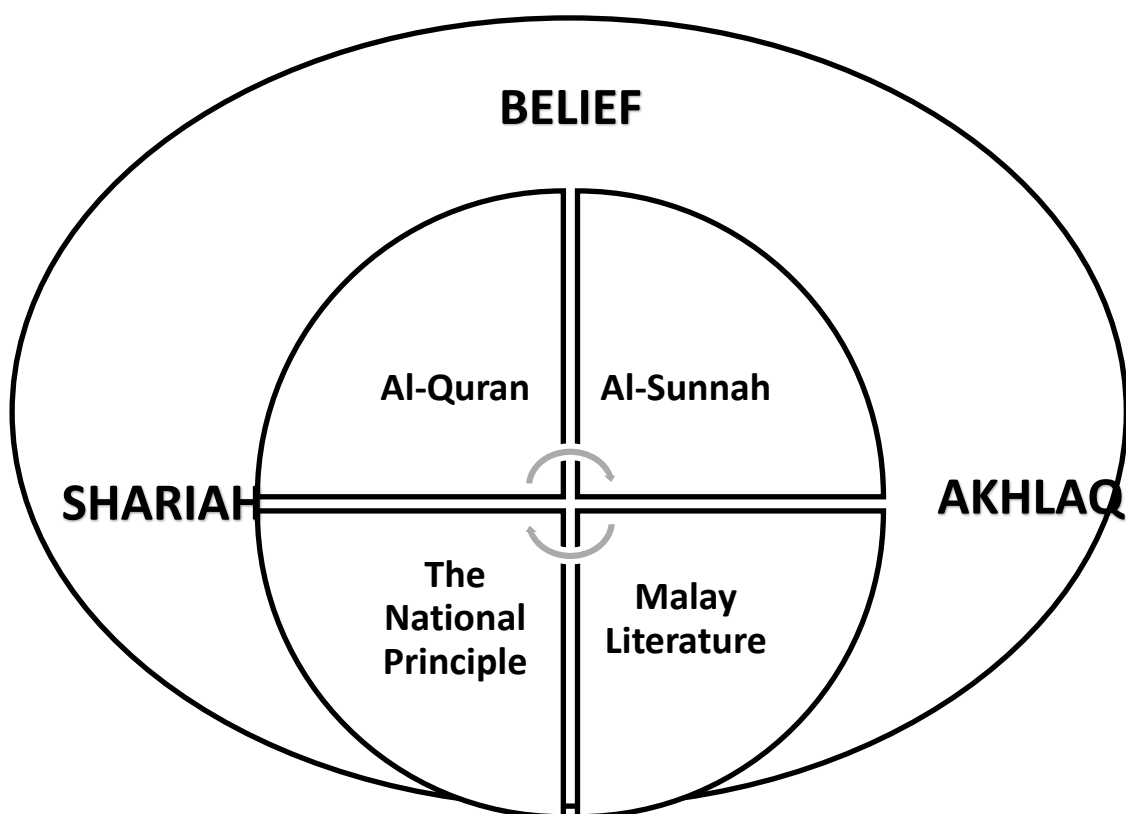 BELIEF
Al-Quran
Al-Sunnah
SHARIAH
AKHLAQ
The
National
Principle
Malay
Literature